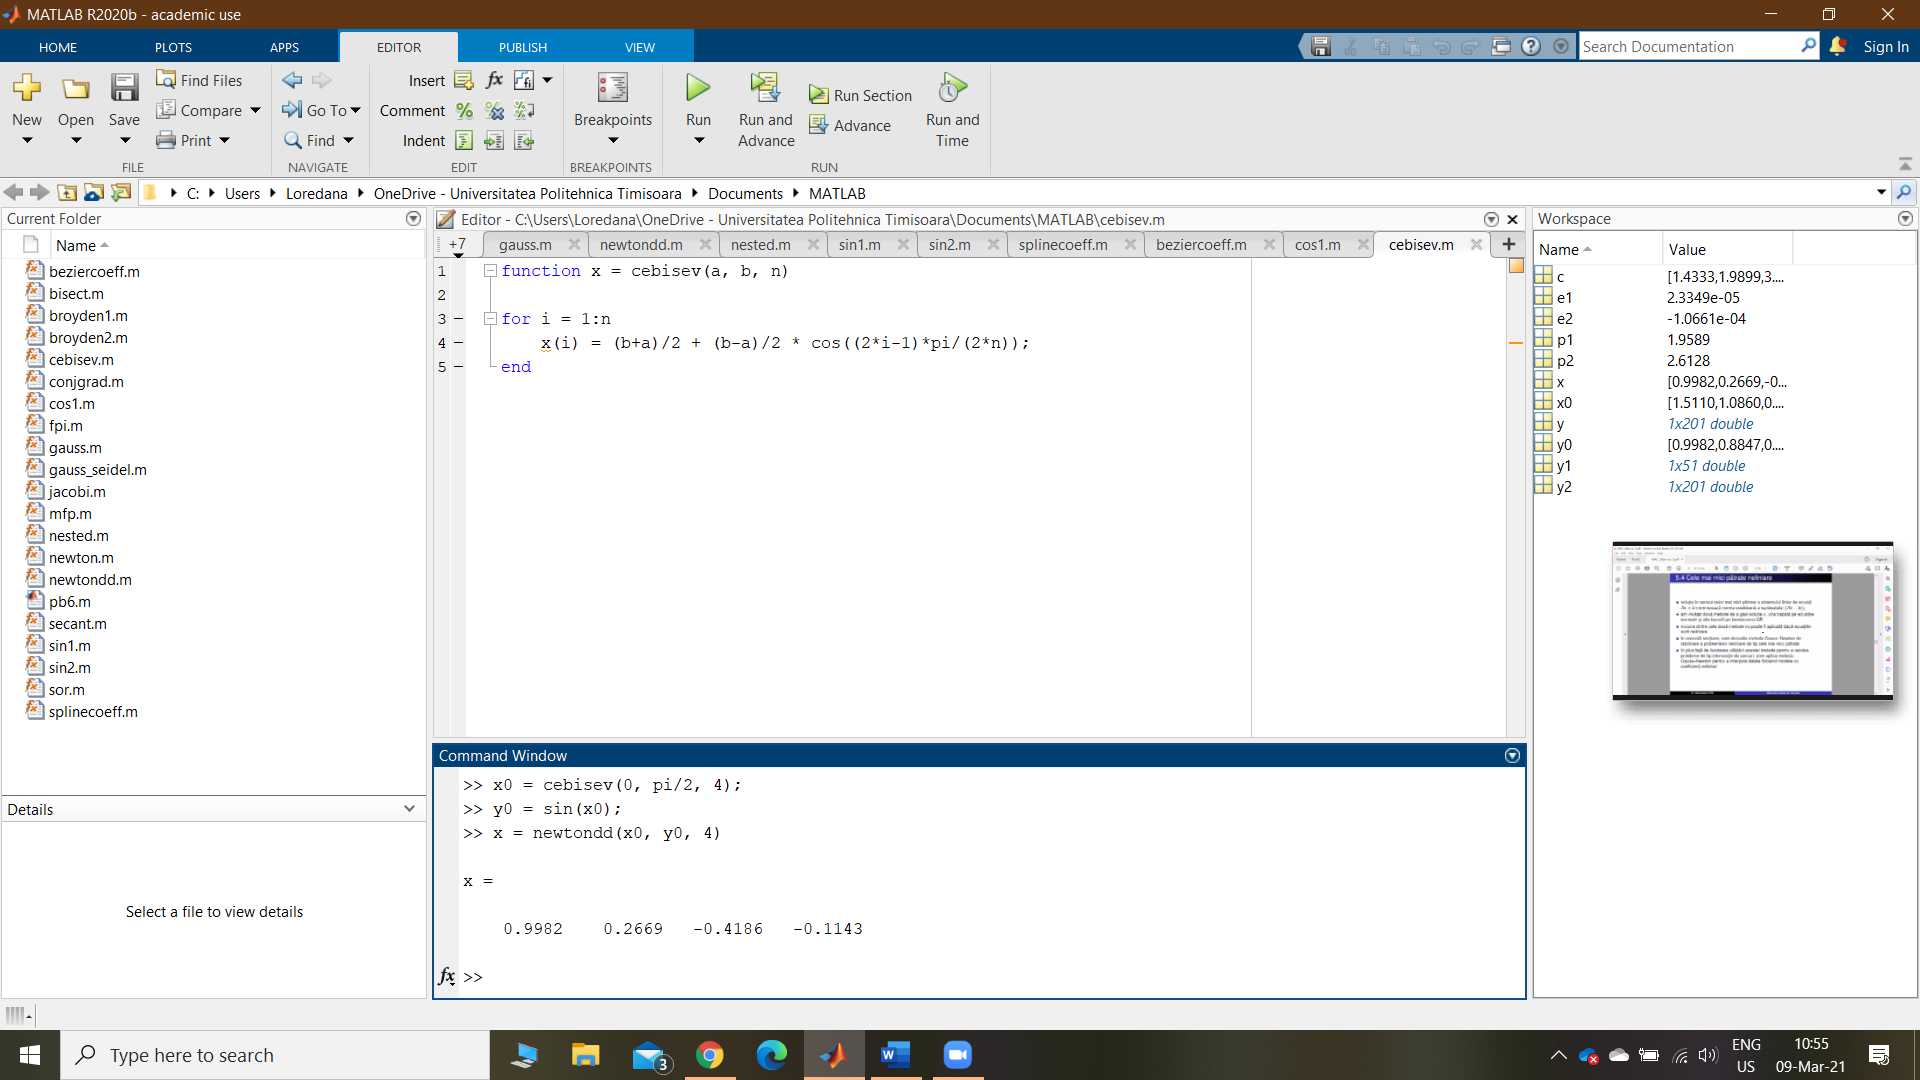 MATLAB R2020b - academic use
HOME PLOTS APPS EDITOR PUBLISH VIEW
Search Documentation
Sign In
New
Open
Save
Find Files
Compare
Print
FILE
Go To
Find
NAVIGATE
Insert
Comment
Indent
EDIT
Breakpoints
BREAKPOINTS
Run
Run and Advance
Run Section
Advance
Run and Time
RUN
C: Users Loredana OneDrive - Universitatea Politehnica Timisoara Documents MATLAB
Current Folder
Name
beziercoeff.m
bisect.m
broyden1.m
broyden2.m
cebisev.m
conjgrad.m
cos1.m
fpi.m
gauss.m
gauss_seidel.m
jacobi.m
mfp.m
nested.m
newton.m
newtondd.m
pb6.m
secant.m
sin1.m
sin2.m
sor.m
splinecoeff.m
Details
Select a file to view details
Editor - C:\Users\Loredana\OneDrive - Universitatea Politehnica Timisoara\Documents\MATLAB\cebisev.m
+7 gauss.m newtondd.m nested.m sin1.m sin2.m splinecoeff.m beziercoeff.m cos1.m cebisev.m
1 function x = cebisev(a, b, n)
2
3 for i = 1:n
4 x(i) = (b+a)/2 + (b-a)/2 * cos((2*i-1)*pi/(2*n));
5 end
Command Window
>> x0 = cebisev(0, pi/2, 4);
>> y0 = sin(x0);
>> x = newtondd(x0, y0, 4)
x =
0.9982 0.2669 -0.4186 -0.1143
fx >>
Workspace
Name Value
c [1.4333,1.9899,3....
e1 2.3349e-05
e2 -1.0661e-04
p1 1.9589
p2 2.6128
x [0.9982,0.2669,-0...
x0 [1.5110,1.0860,0....
y 1x201 double
y0 [0.9982,0.8847,0....
y1 1x51 double
y2 1x201 double
5.4 Cele mai mici pătrate neliniare
Type here to search
3
ENG
US
10:55
09-Mar-21